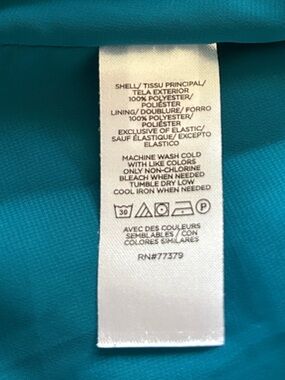 SHELL/ TISSU PRINCIPAL/
TELA EXTERIOR
100% POLYESTER/
POLIÉSTER
LINING/ DOUBLURE/ FORRO
100% POLYESTER/
POLIÉSTER
EXCLUSIVE OF ELASTIC/
SAUF ÉLASTIQUE/ EXCEPTO
ELASTICO
MACHINE WASH COLD
WITH LIKE COLORS
ONLY NON-CHLORINE
BLEACH WHEN NEEDED
TUMBLE DRY LOW
COOL IRON WHEN NEEDED
30 P
AVEC DES COULEURS
SEMBLABLES / CON
COLORES SIMILARES
RN#77379